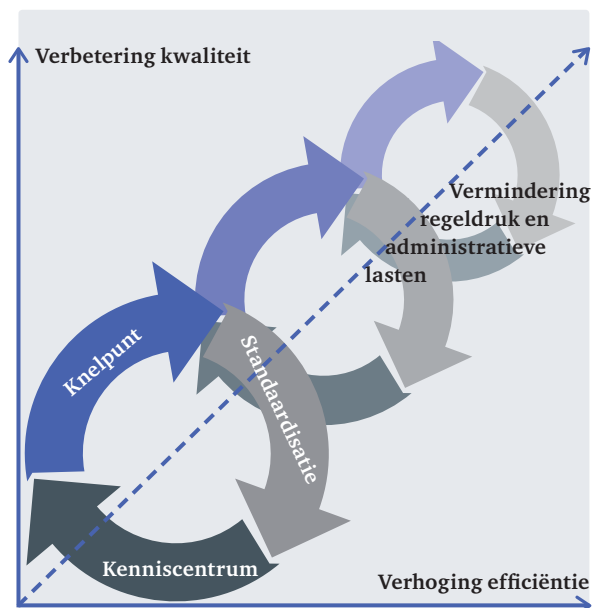 Verbetering kwaliteit
Vermindering
regeldruk en
administratieve
lasten
Knelpunt
Standaardisatie
Kenniscentrum
Verhoging efficiëntie